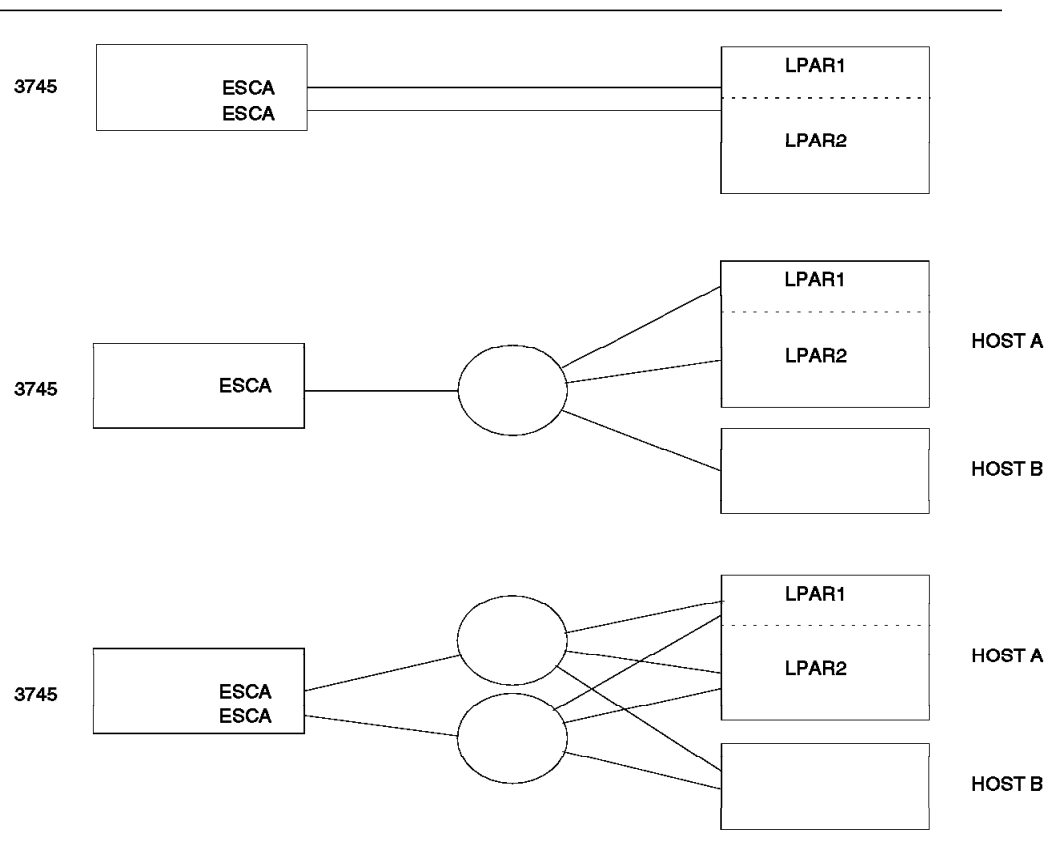 LPAR1
3745
ESCA
ESCA
LPAR2
LPAR1
HOST A
LPAR2
3745
ESCA
HOST B
LPAR1
HOST A
LPAR2
3745
ESCA
ESCA
HOST B